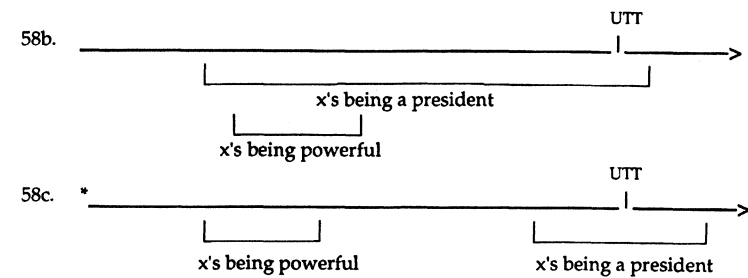 UTT
58b.
x's being a president
x's being powerful
UTT
58c. *
x's being powerful x's being a president